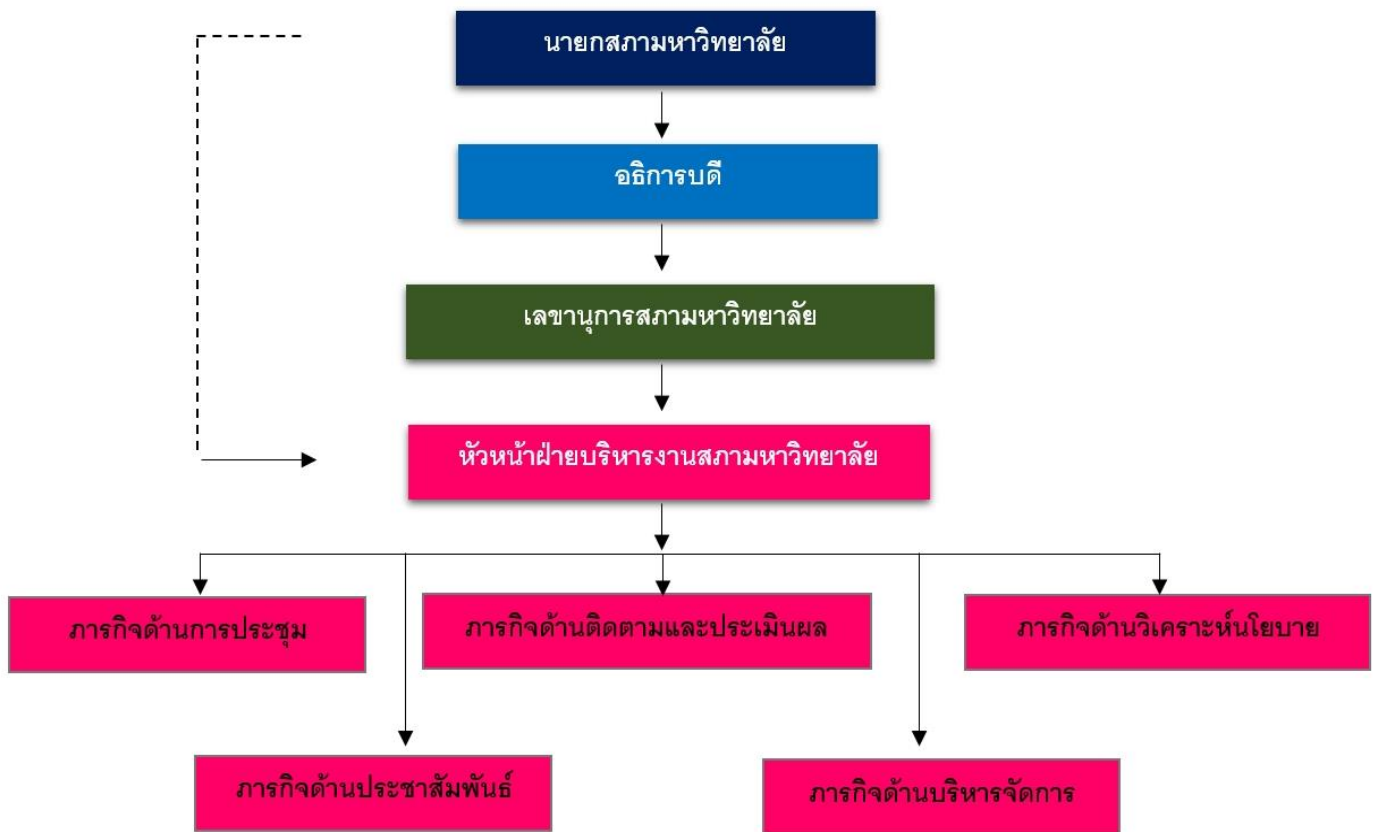 นายกสภามหาวิทยาลัย
อธิการบดี
เลขานุการสภามหาวิทยาลัย
หัวหน้าฝ่ายบริหารงานสภามหาวิทยาลัย
ภารกิจด้านการประชุม
ภารกิจด้านติดตามและประเมินผล
ภารกิจด้านวิเคราะห์นโยบาย
ภารกิจด้านประชาสัมพันธ์
ภารกิจด้านบริหารจัดการ